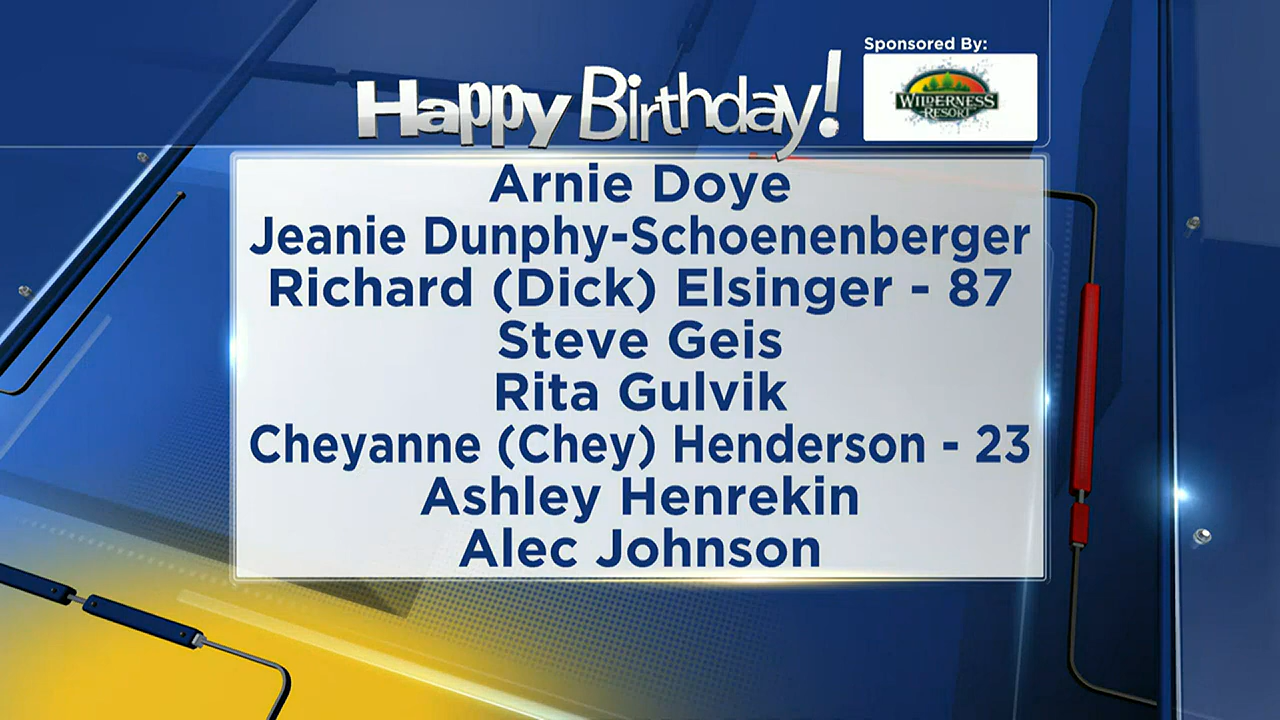 Sponsored By:
Happy Birthday!
WILDERNESS
RESORT
Arnie Doye
Jeanie Dunphy-Schoenenberger
Richard (Dick) Elsinger - 87
Steve Geis
Rita Gulvik
Cheyanne (Chey) Henderson - 23
Ashley Henrekin
Alec Johnson